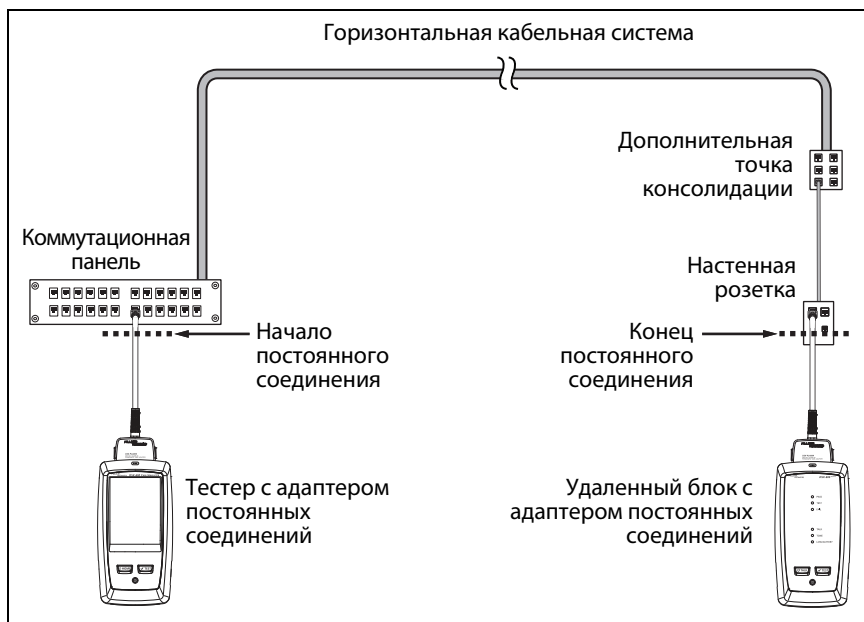 Горизонтальная кабельная система
Дополнительная
точка
консолидации
Коммутационная
панель
Настенная
розетка
Начало
постоянного
соединения
Конец
постоянного
соединения
Тестер с адаптером
постоянных
соединений
Удаленный блок с
адаптером постоянных
соединений